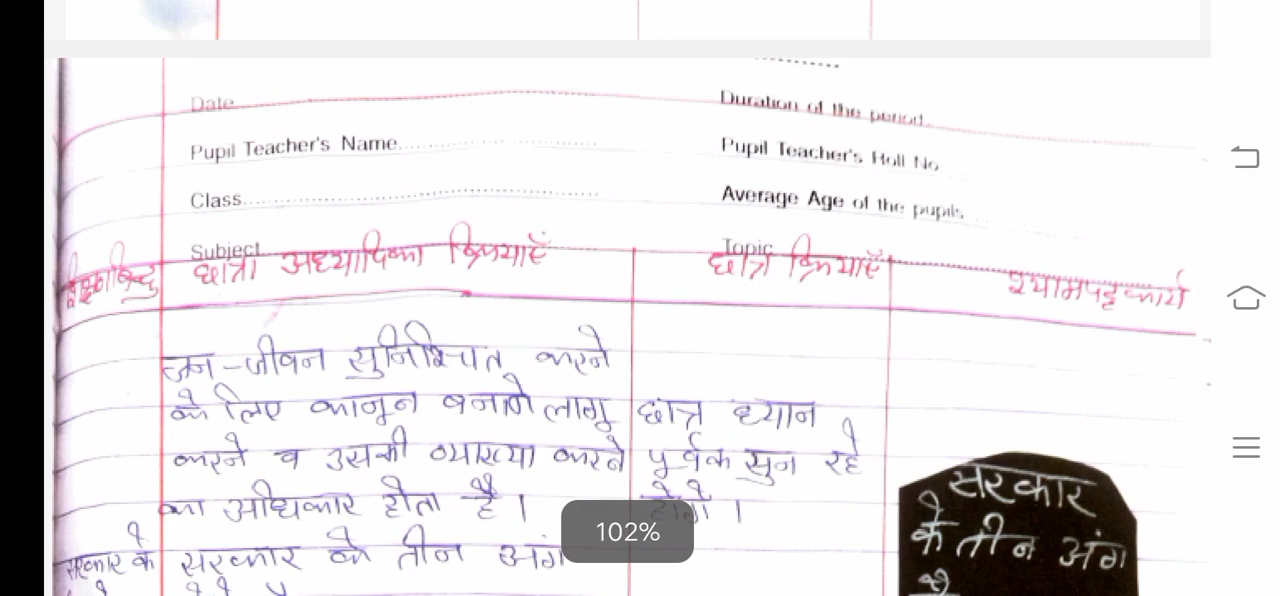 Date
Duration of the period
Pupil Teacher's Name
Pupil Teacher's Roll No
Class
Average Age of the pupils
Subject
Topic
छात्रा अध्यापिका क्रियाएँ
छात्र क्रियाएँ
श्यामपट्टकार्य
जन-जीवन सुनिश्चित करने
के लिए कानून बनाने लागु
करने व उसकी व्याख्या करने
का अधिकार होता है।
छात्र ध्यान
पूर्वक सुन रहे
होंगे।
सरकार के
सरकार के तीन अंग
सरकार
के तीन अंग
102%